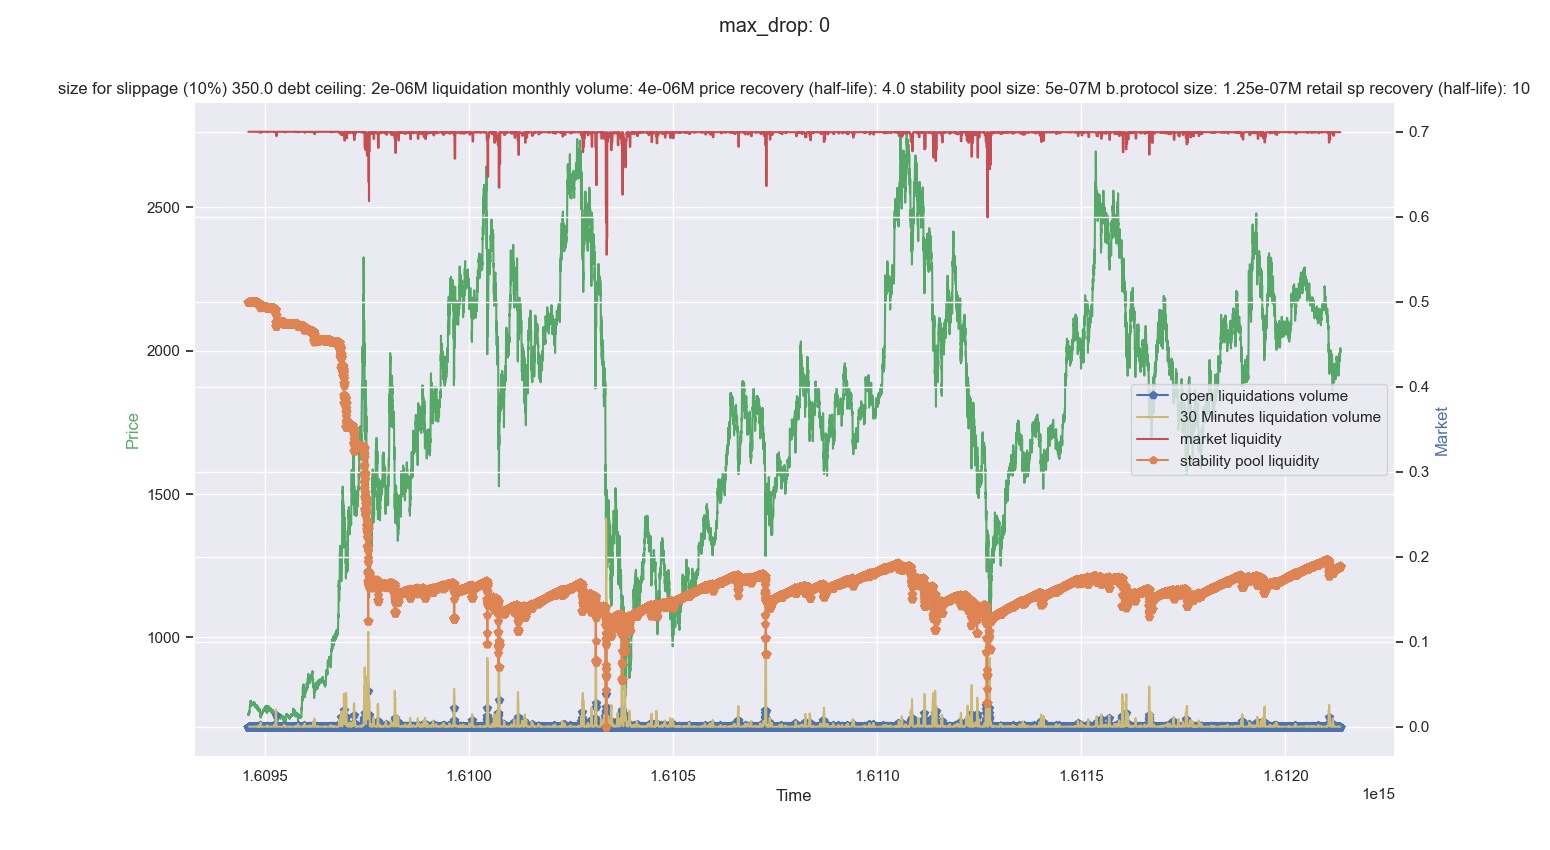 max_drop: 0
size for slippage (10%) 350.0 debt ceiling: 2e-06M liquidation monthly volume: 4e-06M price recovery (half-life): 4.0 stability pool size: 5e-07M b.protocol size: 1.25e-07M retail sp recovery (half-life): 10
0.7
2500
0.6
0.5
2000
0.4
open liquidations volume
30 Minutes liquidation volume
market liquidity
stability pool liquidity
Price
Market
0.3
1500
0.2
1000
0.1
0.0
1.6095 1.6100 1.6105 1.6110 1.6115 1.6120
Time
1e15